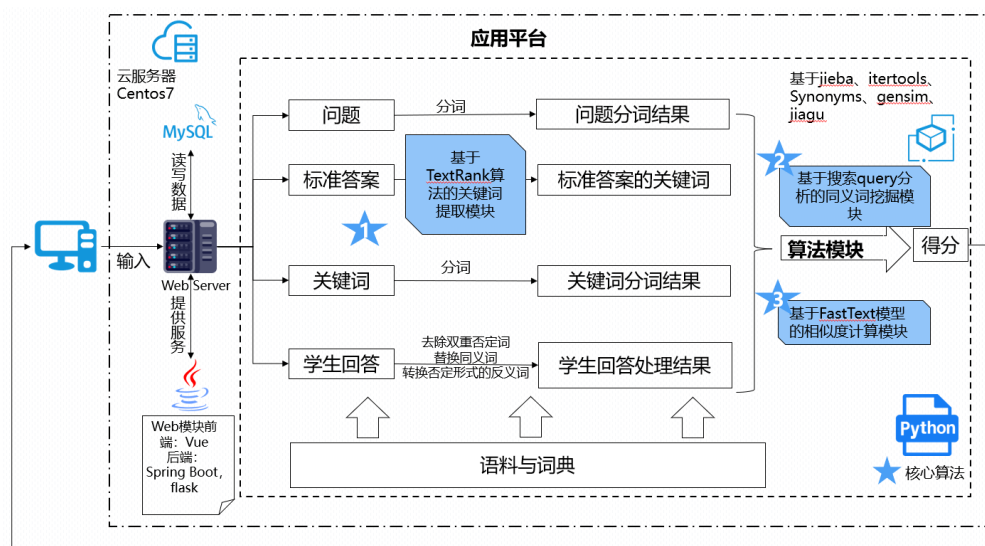 应用平台
云服务器
Centos7
MySQL
读写数据
输入
Web Server
提供服务
Web模块前
端：Vue
后端：
Spring Boot，
flask
问题
分词
问题分词结果
标准答案
基于
TextRank算
法的关键词
提取模块
标准答案的关键词
1
关键词
分词
关键词分词结果
学生回答
去除双重否定词
替换同义词
转换否定形式的反义词
学生回答处理结果
语料与词典
基于jieba、itertools、
Synonyms、gensim、
jiagu
2
基于搜索query分
析的同义词挖掘模
块
算法模块
得分
3
基于FastText模型
的相似度计算模块
Python
核心算法